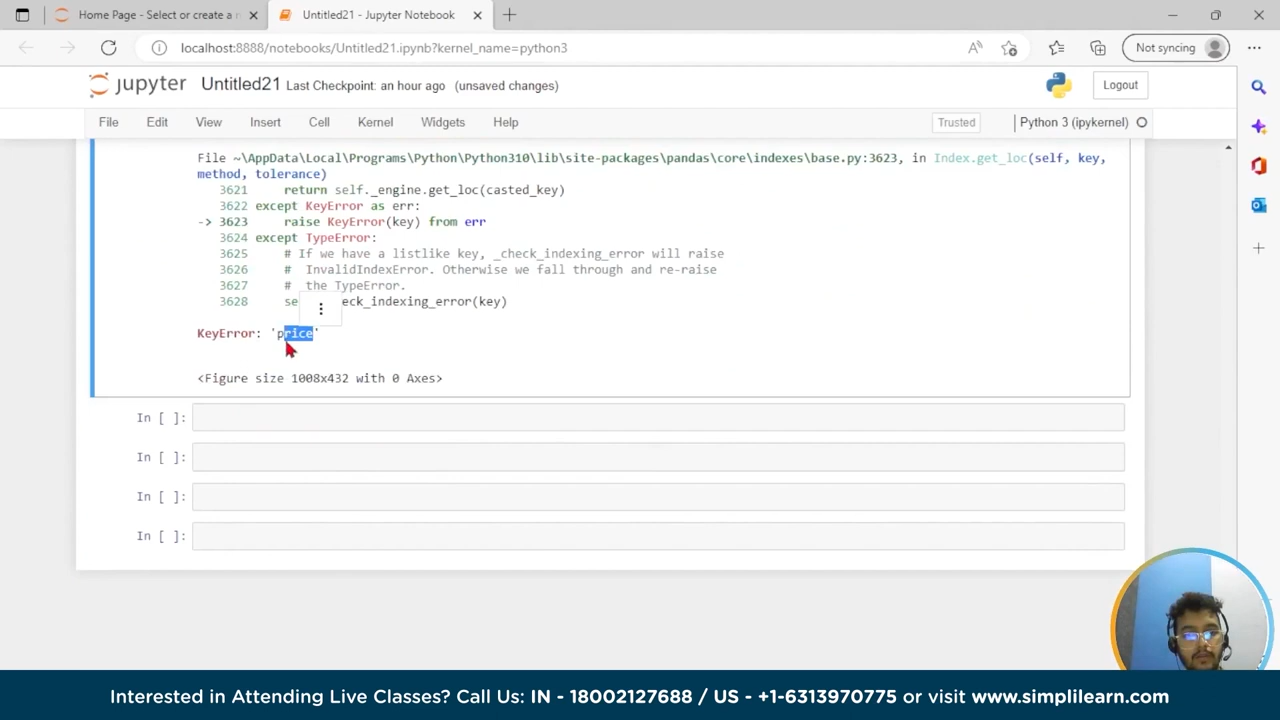 Home Page - Select or create a n
Untitled21 - Jupyter Notebook
localhost:8888/notebooks/Untitled21.ipynb?kernel_name=python3
Not syncing
jupyter Untitled21 Last Checkpoint: an hour ago (unsaved changes)
Logout
File Edit View Insert Cell Kernel Widgets Help
Trusted
Python 3 (ipykernel)
File ~\AppData\Local\Programs\Python\Python310\lib\site-packages\pandas\core\indexes\base.py:3623, in Index.get_loc(self, key,
method, tolerance)
3621 return self._engine.get_loc(casted_key)
3622 except KeyError as err:
-> 3623 raise KeyError(key) from err
3624 except TypeError:
3625 # If we have a listlike key, _check_indexing_error will raise
3626 # InvalidIndexError. Otherwise we fall through and re-raise
3627 # the TypeError.
3628 se eck_indexing_error(key)
KeyError: 'price'
<Figure size 1008x432 with 0 Axes>
In [ ]:
In [ ]:
In [ ]:
In [ ]:
Interested in Attending Live Classes? Call Us: IN - 18002127688 / US - +1-6313970775 or visit www.simplilearn.com